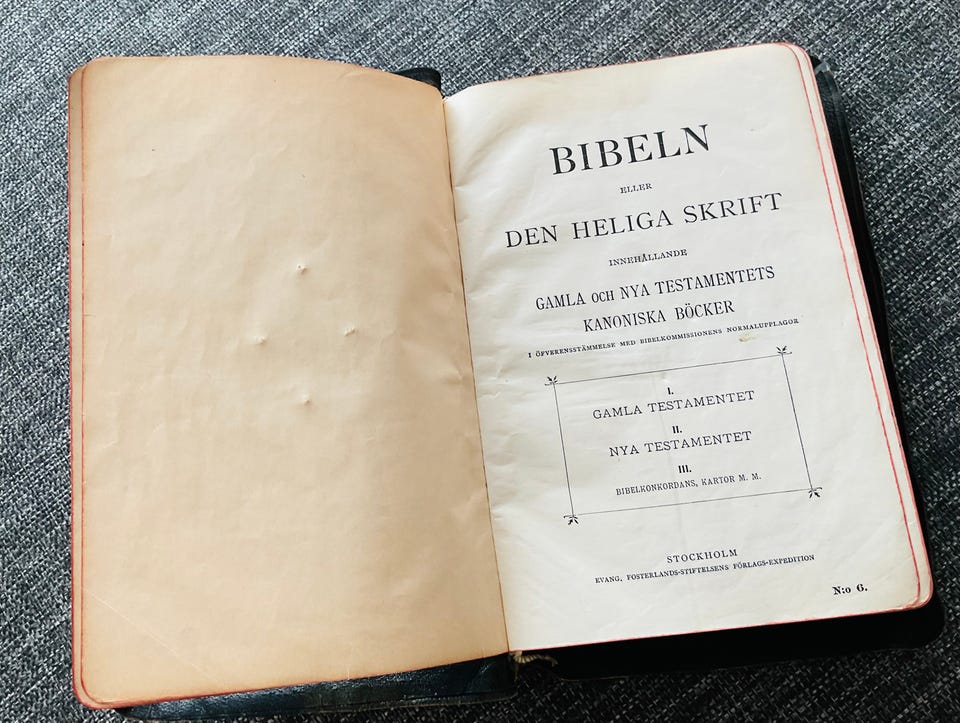 BIBELN
ELLER
DEN HELIGA SKRIFT
INNEHÅLLANDE
GAMLA OCH NYA TESTAMENTETS
KANONISKA BÖCKER
I ÖFVERENSSTÄMMELSE MED BIBELKOMMISSIONENS NORMALUPPLAGOR
I.
GAMLA TESTAMENTET
II.
NYA TESTAMENTET
III.
BIBELKONKORDANS, KARTOR M. M.
STOCKHOLM
EVANG. FOSTERLANDS-STIFTELSENS FÖRLAGS-EXPEDITION
N:o 6.